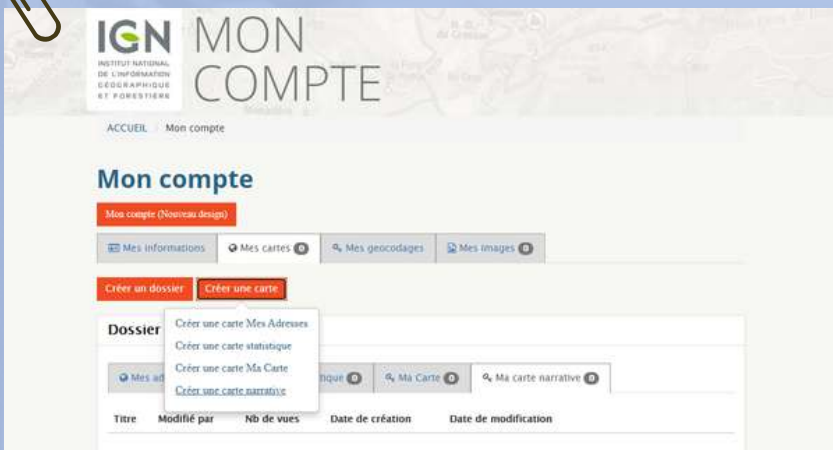 IGN
INSTITUT NATIONAL
DE L'INFORMATION
GÉOGRAPHIQUE
ET FORESTIÈRE
MON
COMPTE
ACCUEIL / Mon compte
Mon compte
Mon compte (Nouveau design)
Mes informations Mes cartes 0 Mes geocodages Mes images 0
Créer un dossier Créer une carte
Créer une carte Mes Adresses
Créer une carte statistique
Créer une carte Ma Carte
Créer une carte narrative
Dossier
Mes ad tique 0 Ma Carte 0 Ma carte narrative 0
Titre Modifié par Nb de vues Date de création Date de modification